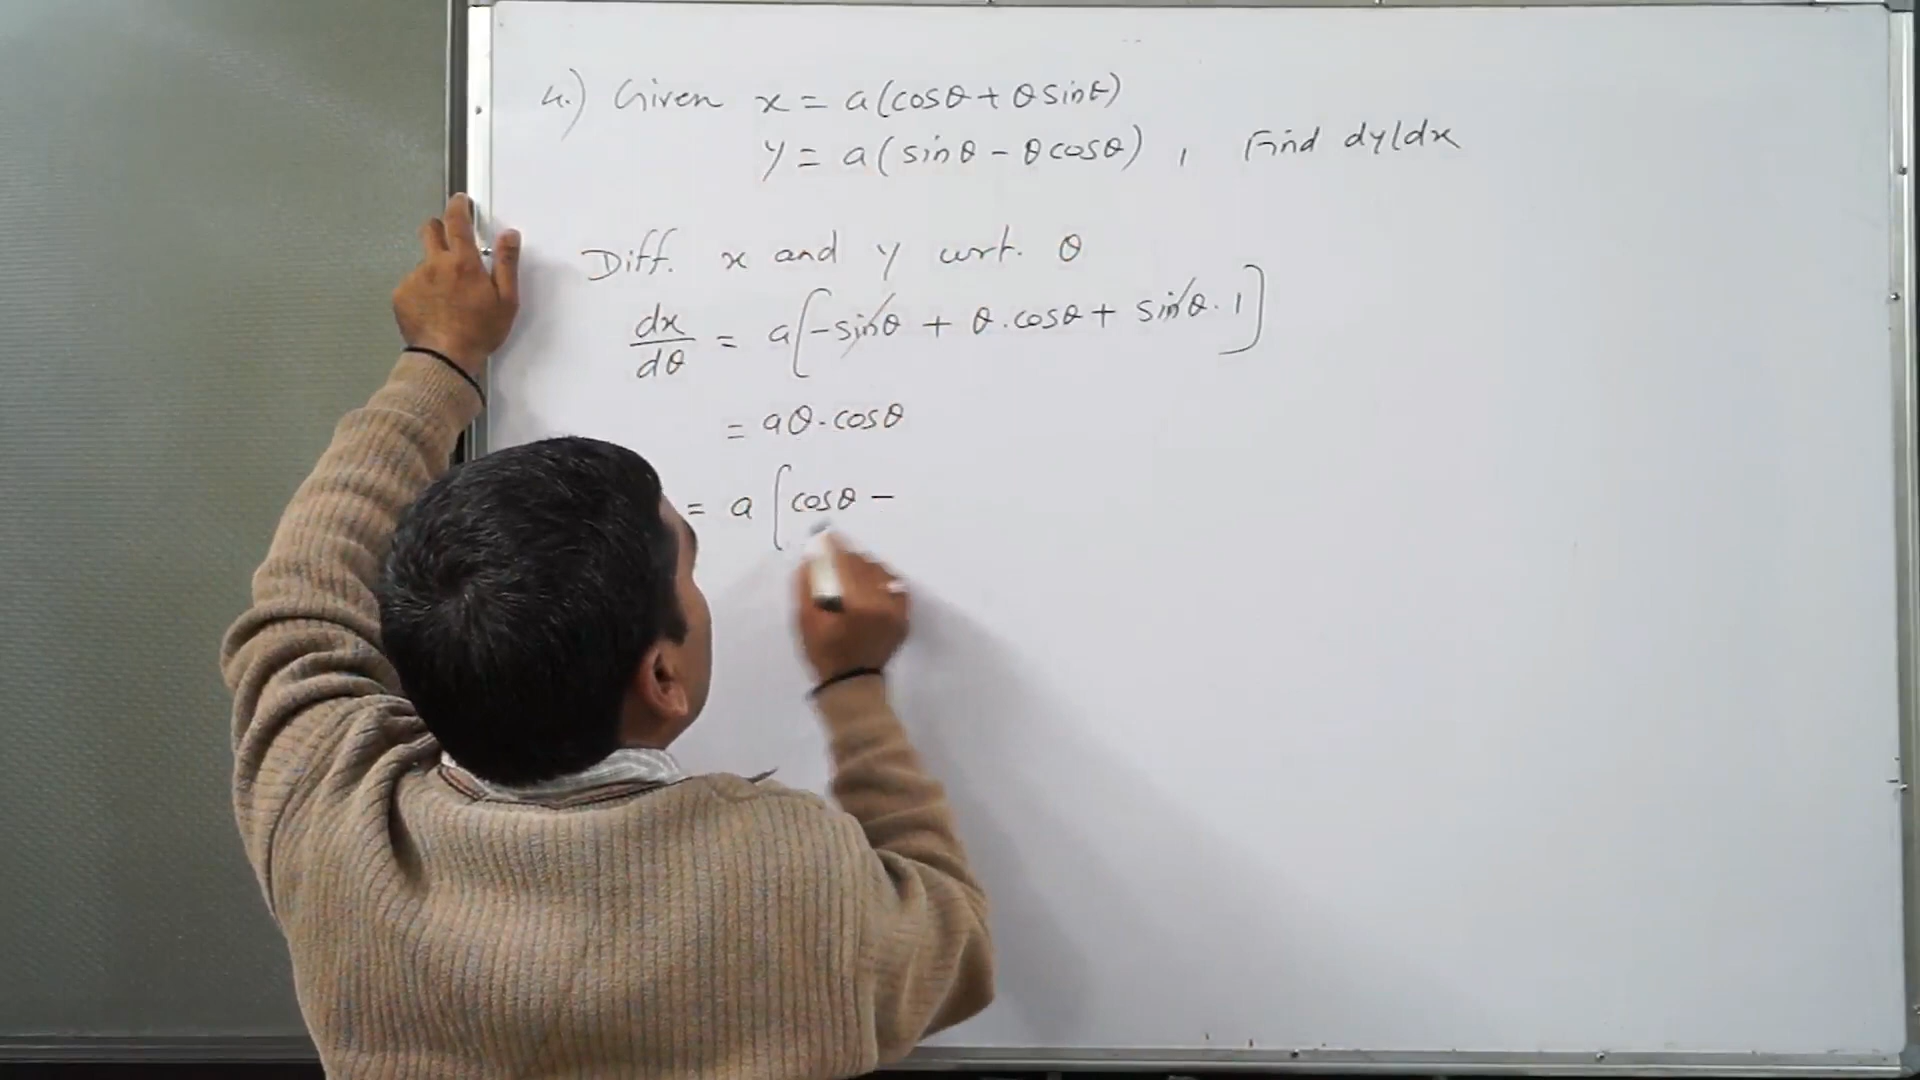 4.) Given x = a(cosθ + θ sinθ)
y = a(sinθ - θ cosθ) , Find dy/dx
Diff. x and y wrt. θ
dx/dθ = a[-sinθ + θ.cosθ + sinθ.1]
= aθ.cosθ
= a [cosθ -